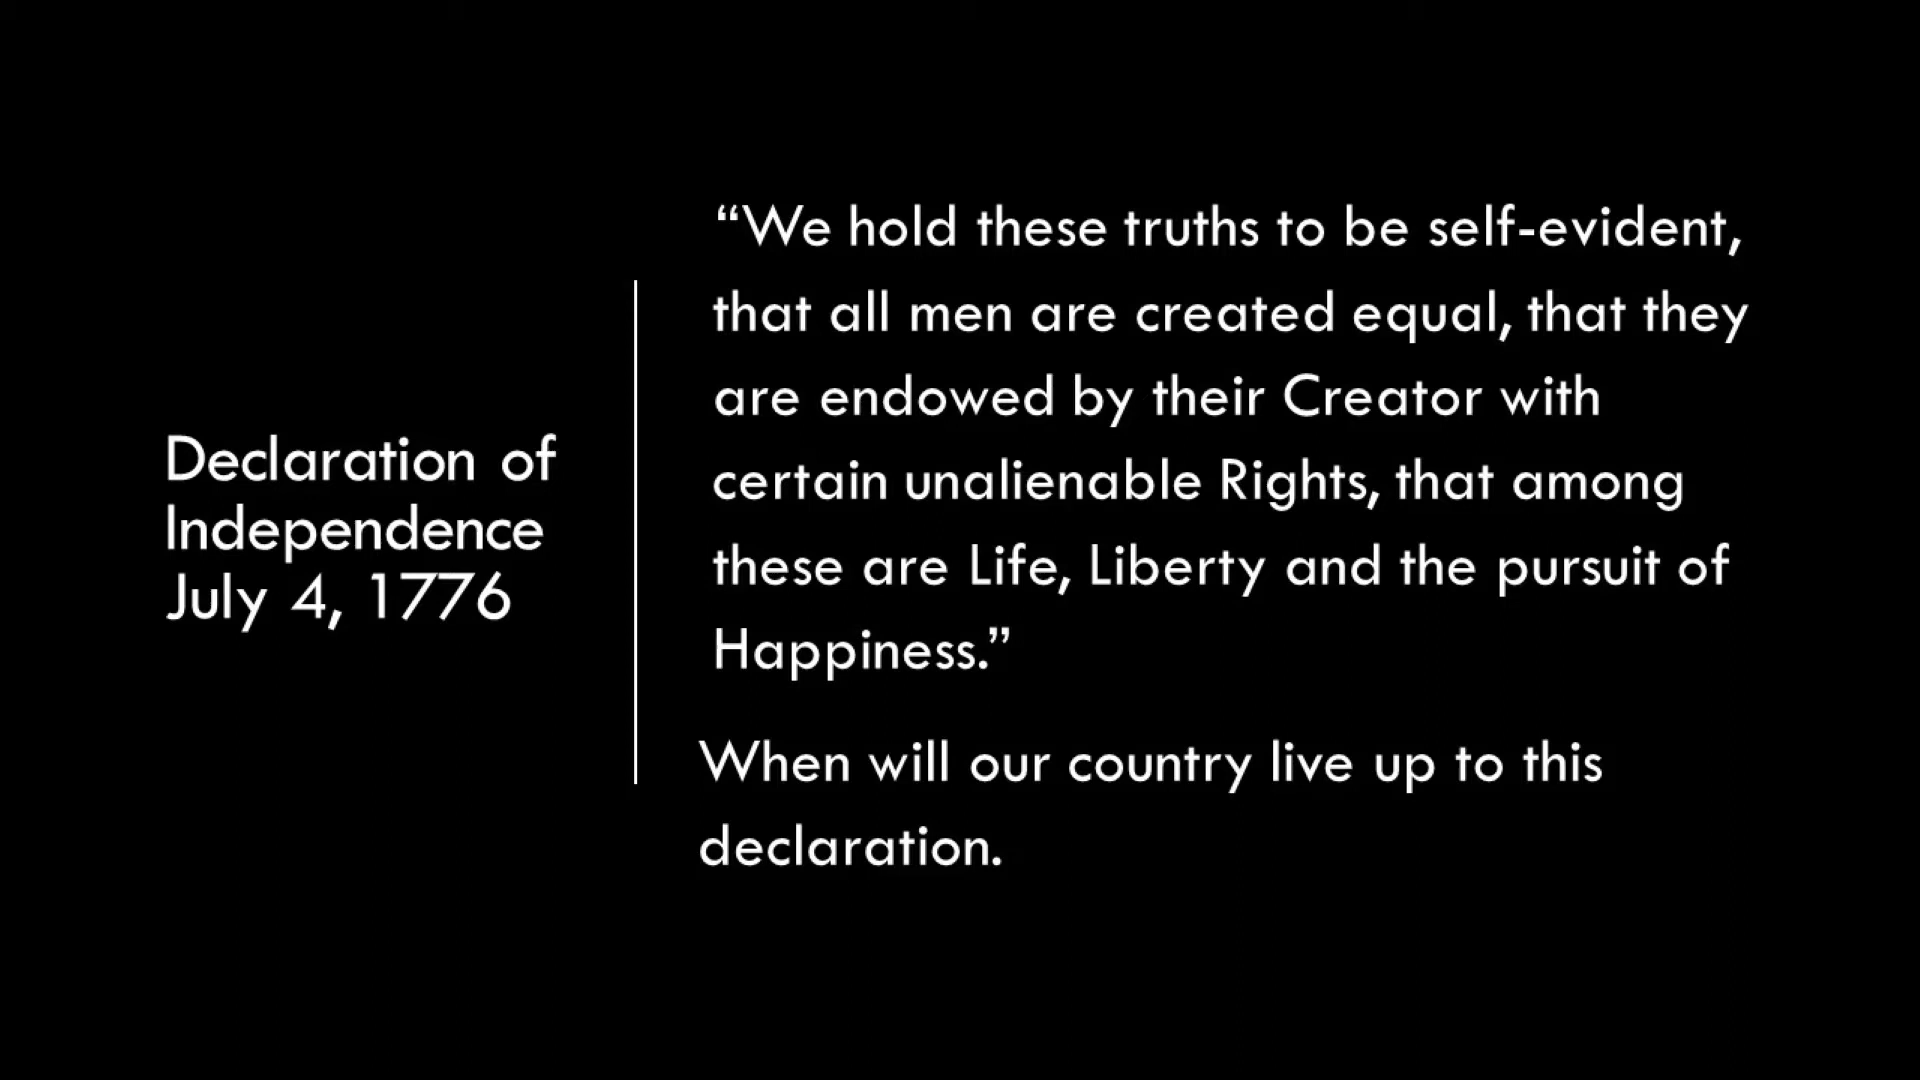 Declaration of
Independence
July 4, 1776
“We hold these truths to be self-evident,
that all men are created equal, that they
are endowed by their Creator with
certain unalienable Rights, that among
these are Life, Liberty and the pursuit of
Happiness.”
When will our country live up to this
declaration.